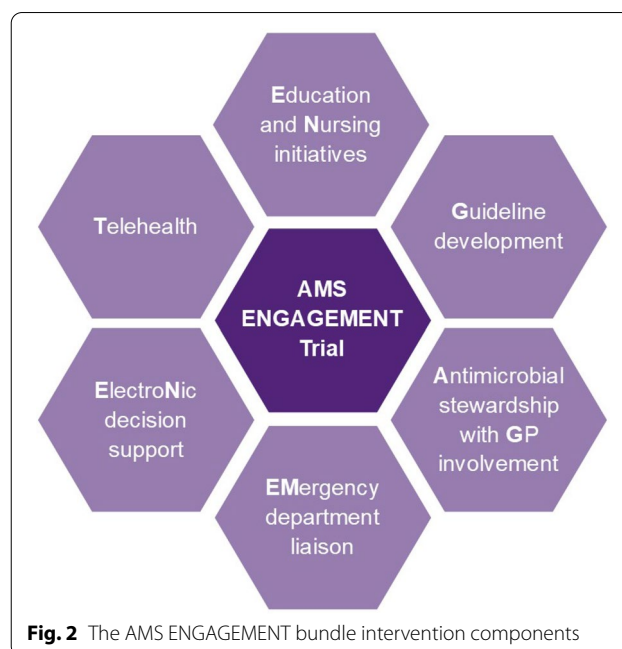 Education
and Nursing
initiatives
Guideline
development
Antimicrobial
stewardship
with GP
involvement
EMergency
department
liaison
ElectroNic
decision
support
Telehealth
AMS
ENGAGEMENT
Trial
Fig. 2 The AMS ENGAGEMENT bundle intervention components